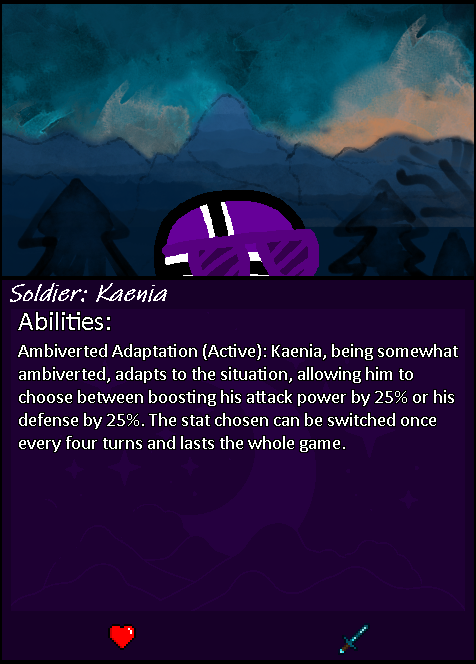 Soldier: Kaenia
Abilities:
Ambiverted Adaptation (Active): Kaenia, being somewhat
ambiverted, adapts to the situation, allowing him to
choose between boosting his attack power by 25% or his
defense by 25%. The stat chosen can be switched once
every four turns and lasts the whole game.